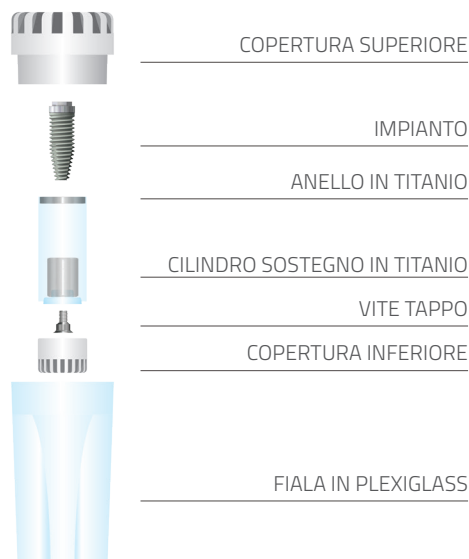 COPERTURA SUPERIORE
IMPIANTO
ANELLO IN TITANIO
CILINDRO SOSTEGNO IN TITANIO
VITE TAPPO
COPERTURA INFERIORE
FIALA IN PLEXIGLASS